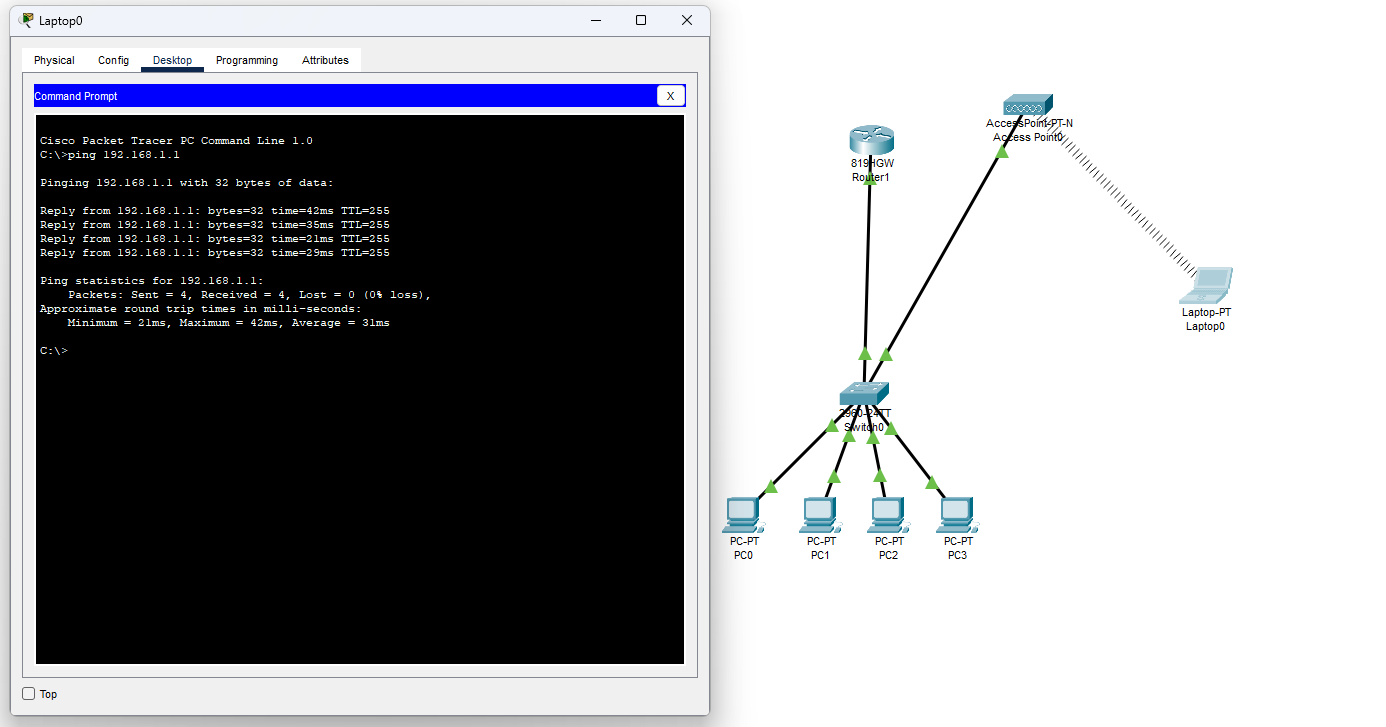 Laptop0
Physical Config Desktop Programming Attributes
Command Prompt X
Cisco Packet Tracer PC Command Line 1.0
C:\>ping 192.168.1.1
Pinging 192.168.1.1 with 32 bytes of data:
Reply from 192.168.1.1: bytes=32 time=42ms TTL=255
Reply from 192.168.1.1: bytes=32 time=35ms TTL=255
Reply from 192.168.1.1: bytes=32 time=21ms TTL=255
Reply from 192.168.1.1: bytes=32 time=29ms TTL=255
Ping statistics for 192.168.1.1:
Packets: Sent = 4, Received = 4, Lost = 0 (0% loss),
Approximate round trip times in milli-seconds:
Minimum = 21ms, Maximum = 42ms, Average = 31ms
C:\>
Top
AccessPoint-PT-N
Access Point0
819HGW
Router1
Laptop-PT
Laptop0
2960-24TT
Switch0
PC-PT
PC0
PC-PT
PC1
PC-PT
PC2
PC-PT
PC3